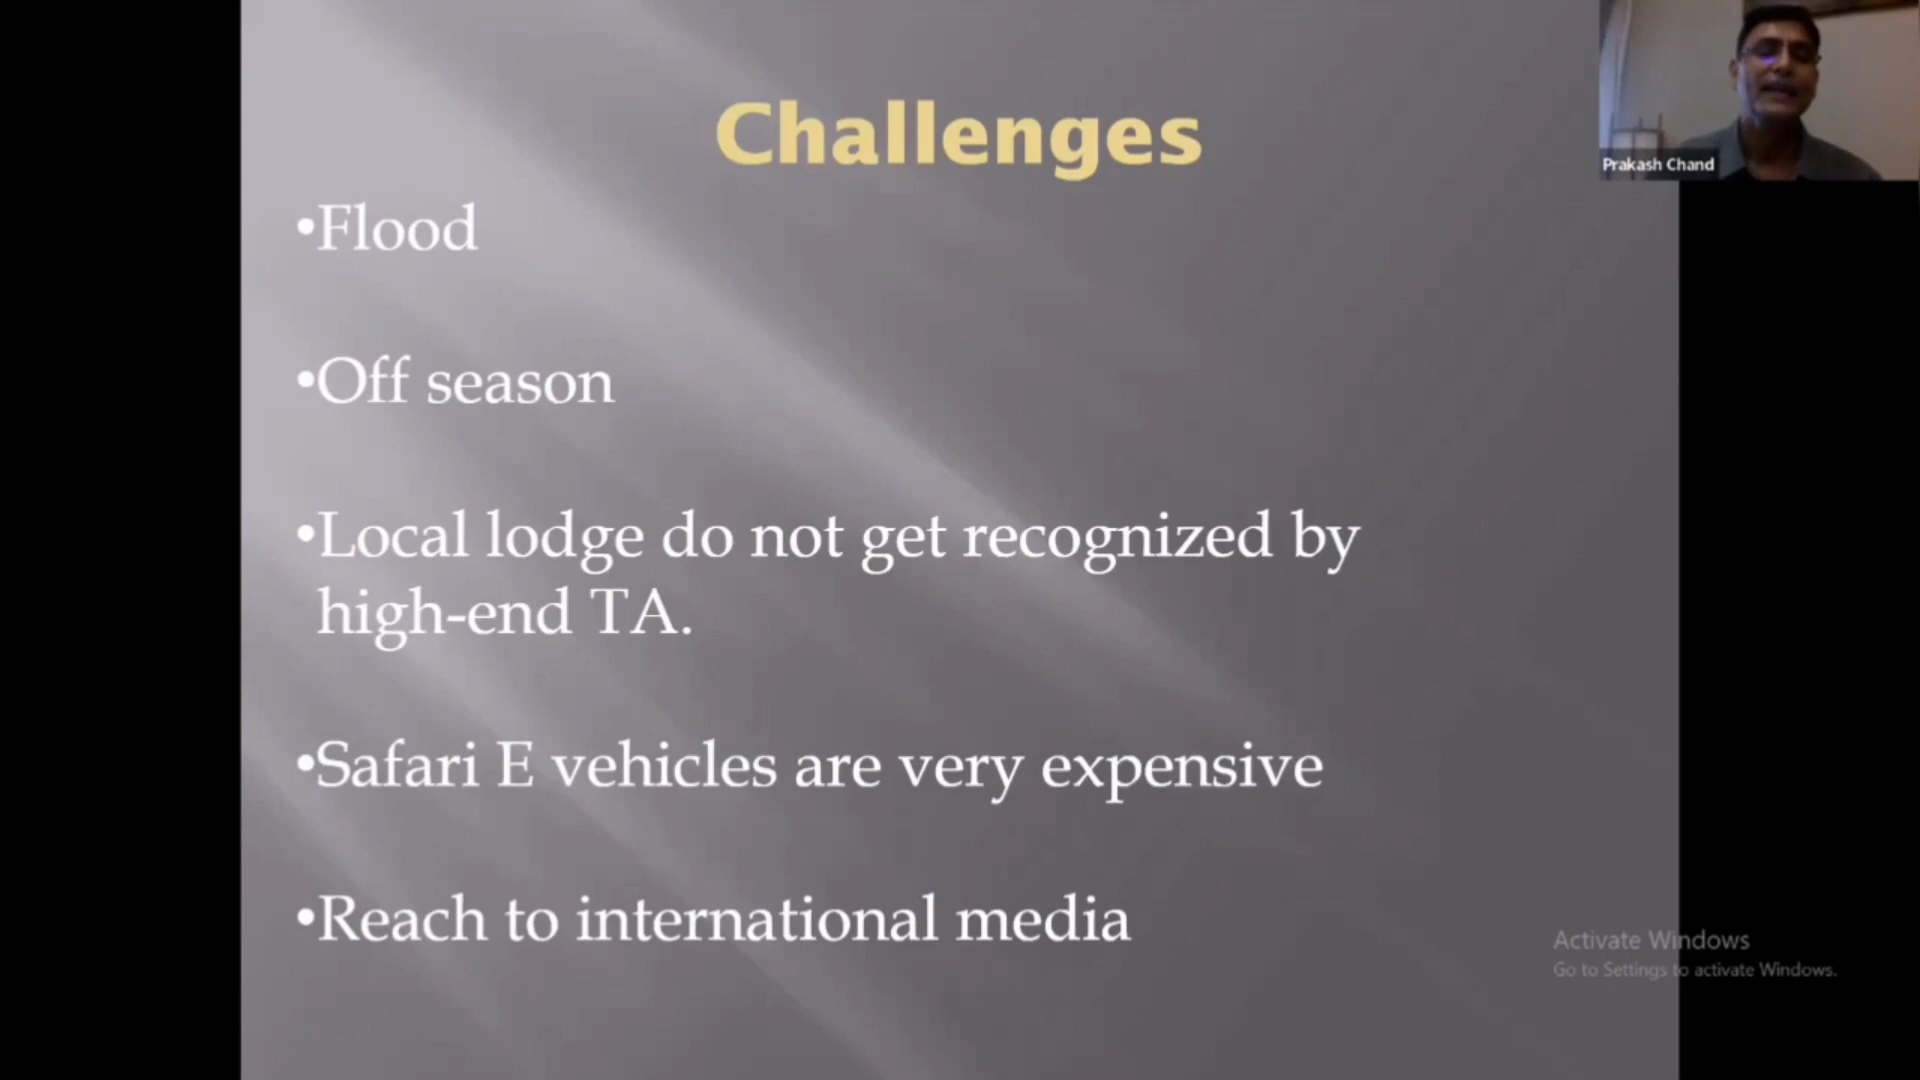 Challenges
Prakash Chand
•Flood
•Off season
•Local lodge do not get recognized by
high-end TA.
•Safari E vehicles are very expensive
•Reach to international media
Activate Windows
Go to Settings to activate Windows.